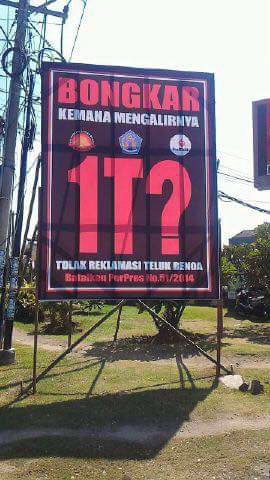 BONGKAR
KEMANA MENGALIRNYA
1T?
TOLAK REKLAMASI TELUK BENOA
Batalkan PerPres No.51/2014